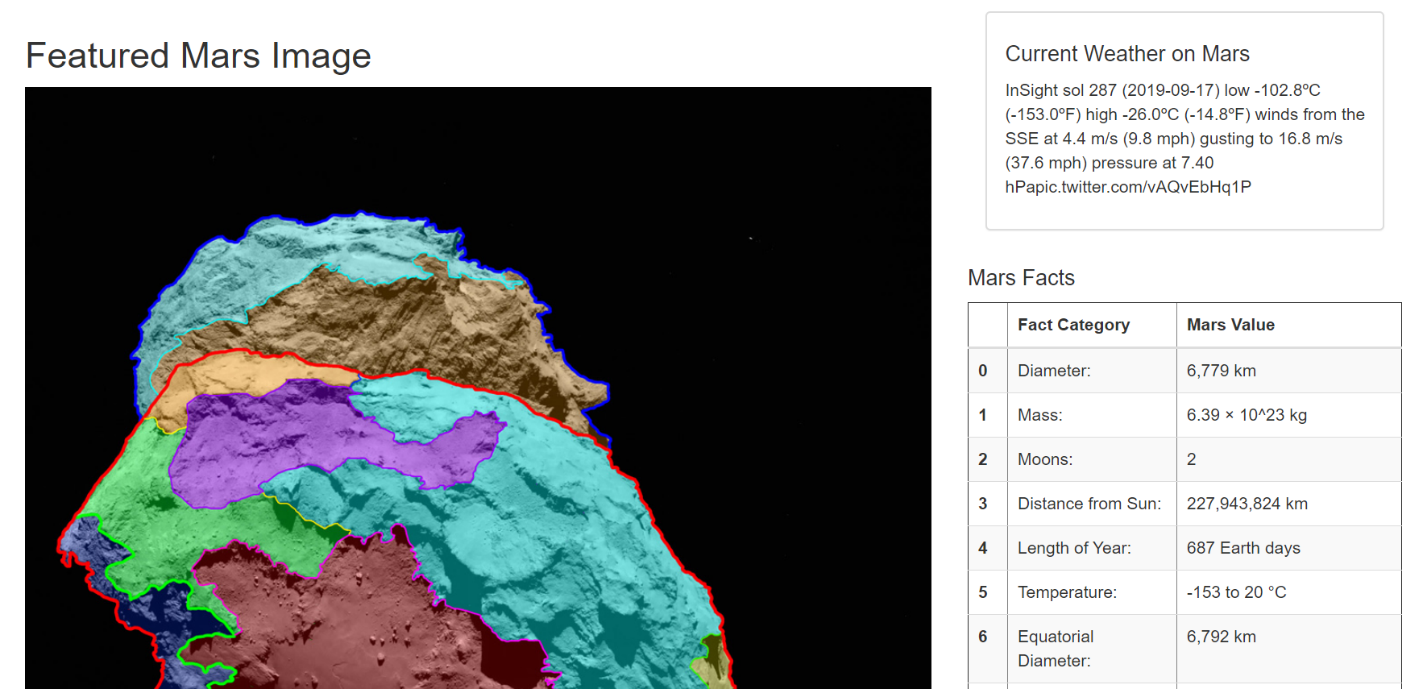 Featured Mars Image
Current Weather on Mars
InSight sol 287 (2019-09-17) low -102.8ºC
(-153.0ºF) high -26.0ºC (-14.8ºF) winds from the
SSE at 4.4 m/s (9.8 mph) gusting to 16.8 m/s
(37.6 mph) pressure at 7.40
hPapic.twitter.com/vAQvEbHq1P
Mars Facts
Fact Category Mars Value
0 Diameter: 6,779 km
1 Mass: 6.39 × 10^23 kg
2 Moons: 2
3 Distance from Sun: 227,943,824 km
4 Length of Year: 687 Earth days
5 Temperature: -153 to 20 °C
6 Equatorial 6,792 km
Diameter: